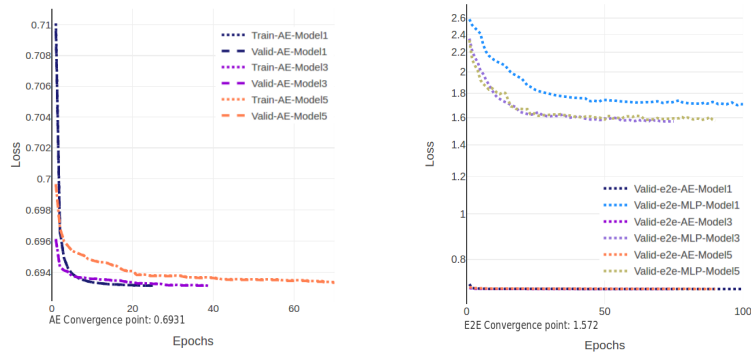 0.71
0.708
0.706
0.704
0.702
0.7
0.698
0.696
0.694
Loss
0
20
40
60
AE Convergence point: 0.6931
Epochs
Train-AE-Model1
Valid-AE-Model1
Train-AE-Model3
Valid-AE-Model3
Train-AE-Model5
Valid-AE-Model5
2.6
2.4
2.2
2
1.8
1.6
1.4
1.2
1
0.8
Loss
0
50
100
E2E Convergence point: 1.572
Epochs
Valid-e2e-AE-Model1
Valid-e2e-MLP-Model1
Valid-e2e-AE-Model3
Valid-e2e-MLP-Model3
Valid-e2e-AE-Model5
Valid-e2e-MLP-Model5